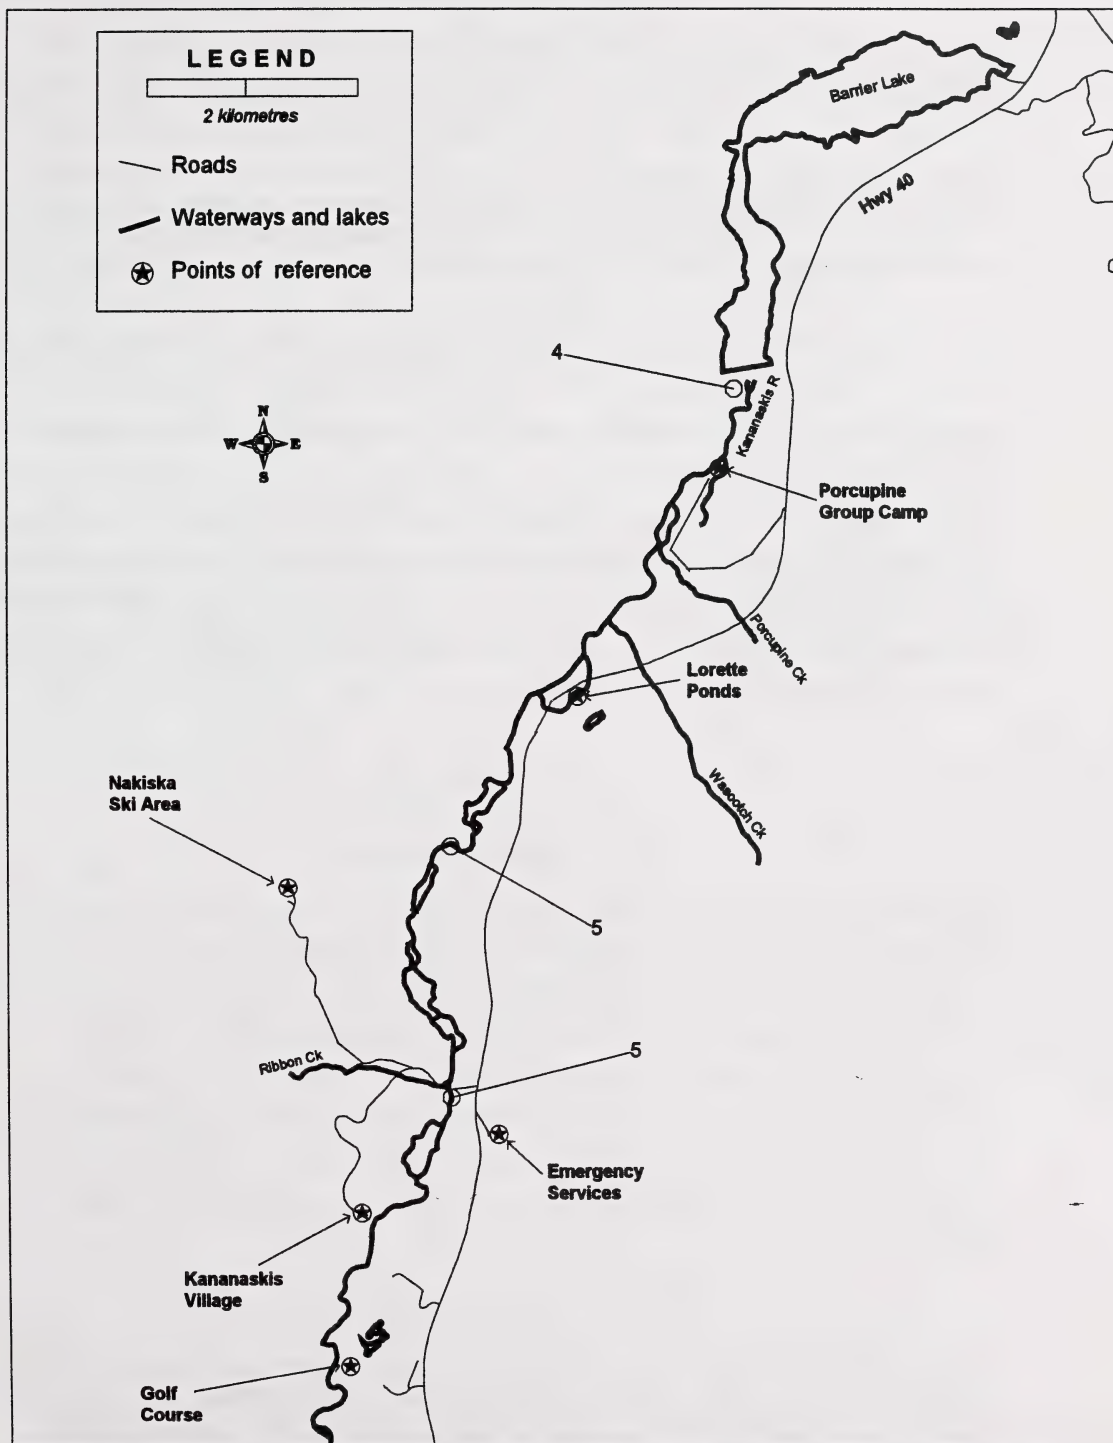 LEGEND
2 kilometres
Roads
Waterways and lakes
Points of reference
Barrier Lake
Hwy 40
4
Kananaskis R
N
W E
S
Porcupine
Group Camp
Porcupine Ck
Lorette
Ponds
Wasootch Ck
Nakiska
Ski Area
5
5
Ribbon Ck
Emergency
Services
Kananaskis
Village
Golf
Course